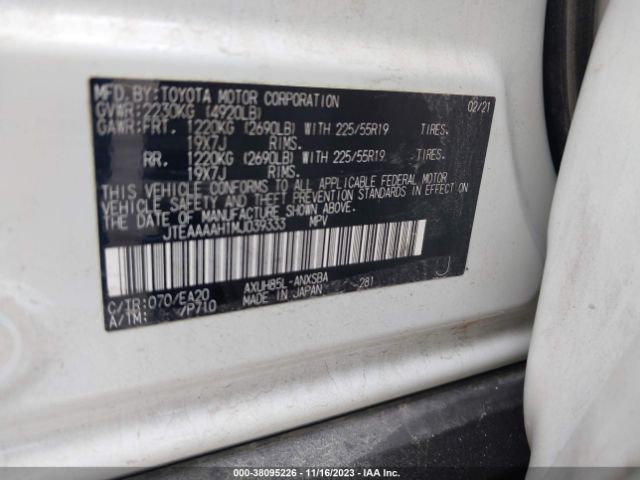 MFD.BY:TOYOTA MOTOR CORPORATION 02/21
GVWR:2230KG (4920LB)
GAWR:FRT. 1220KG (2690LB) WITH 225/55R19 TIRES.
19X7J RIMS.
RR. 1220KG (2690LB) WITH 225/55R19 TIRES.
19X7J RIMS.
THIS VEHICLE CONFORMS TO ALL APPLICABLE FEDERAL MOTOR
VEHICLE SAFETY AND THEFT PREVENTION STANDARDS IN EFFECT ON
THE DATE OF MANUFACTURE SHOWN ABOVE.
JTEAAAAH1MJ039333 MPV
C/TR:070/EA20 AXUH85L-ANXSBA 281 J
A/TM: /P710 MADE IN JAPAN
000-38095226 - 11/16/2023 - IAA Inc.